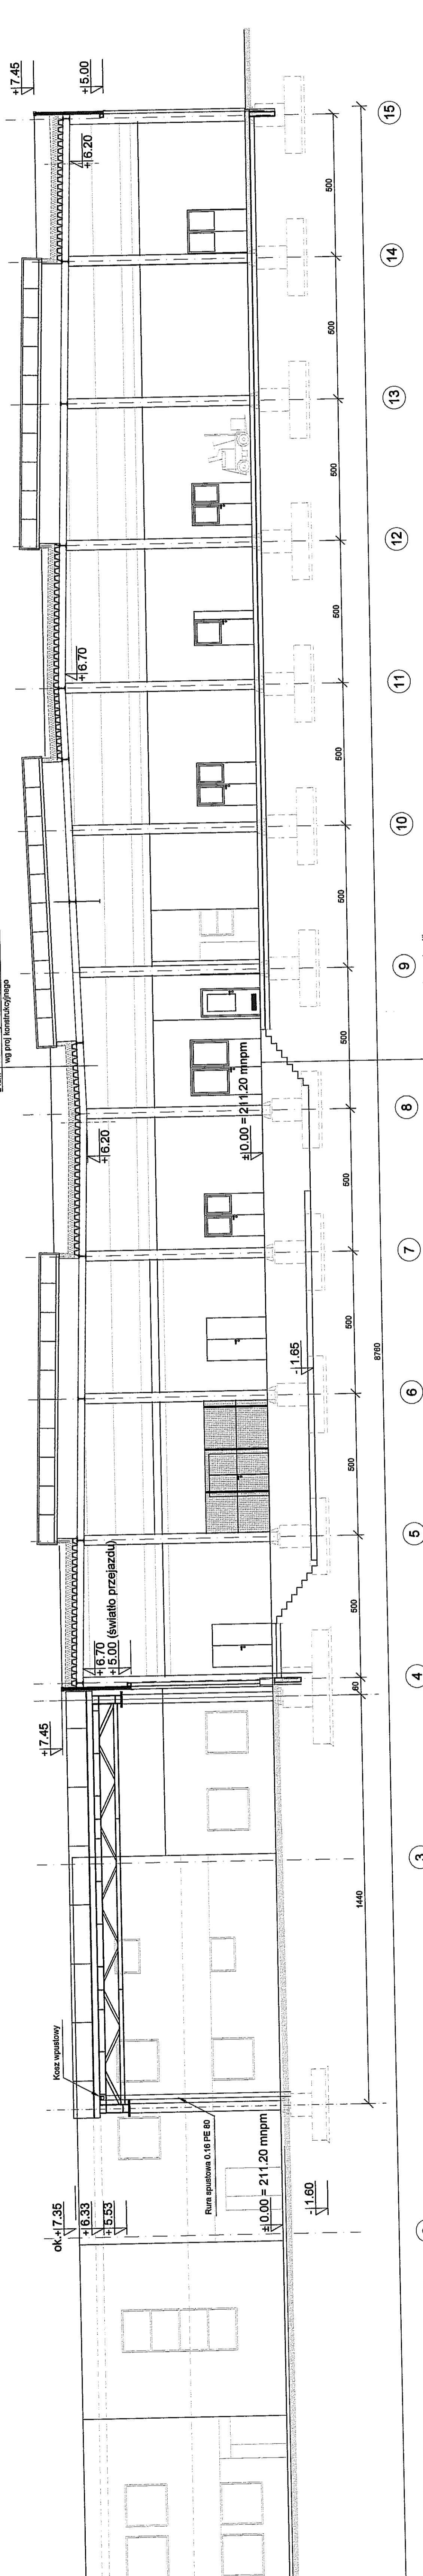 wg proj konstrukcyjnego
ok.+7.35
+6.33
+5.53
Kosz wpustowy
Rura spustowa 0.16 PE 80
±0.00 = 211.20 mnpm
-1.60
+7.45
+6.70
+5.00 (światło przejazdu)
-1.65
+6.20
±0.00 = 211.20 mnpm
+6.70
+6.20
+7.45
+5.00
1440 60 500 500 500 500 500 500 500 500 500 500 500
8760
3 4 5 6 7 8 9 10 11 12 13 14 15